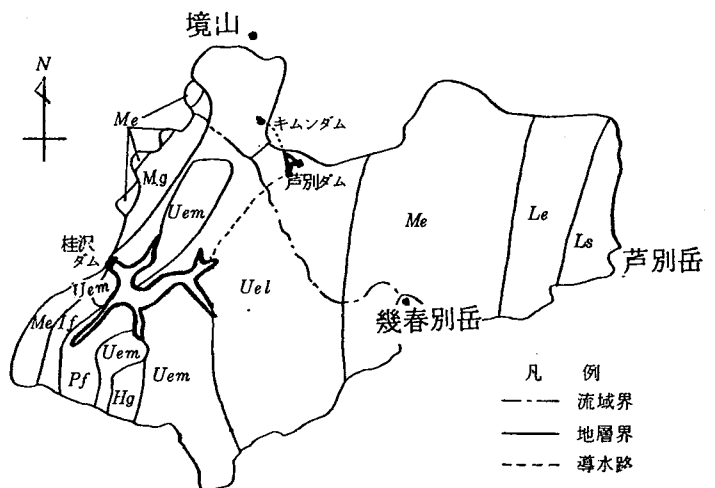 境山
N
Me
キムンダム
芦別ダム
Mg
Uem
Me
Le
Ls
桂沢
ダム
Uem
Uel
芦別岳
幾春別岳
Me
If
Uem
Uem
Pf
Hg
凡 例
流域界
地層界
導水路